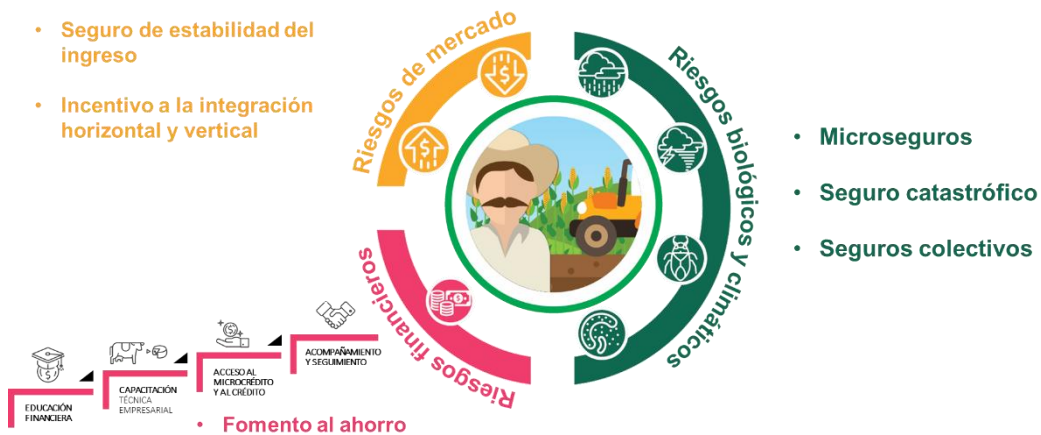 • Seguro de estabilidad del
ingreso
• Incentivo a la integración
horizontal y vertical
Riesgos de mercado
Riesgos biológicos y climáticos
• Microseguros
• Seguro catastrófico
• Seguros colectivos
Riesgos financieros
EDUCACIÓN
FINANCIERA
CAPACITACIÓN
TÉCNICA
EMPRESARIAL
ACCESO AL
MICROCRÉDITO
Y AL CRÉDITO
ACOMPAÑAMIENTO
Y SEGUIMIENTO
• Fomento al ahorro